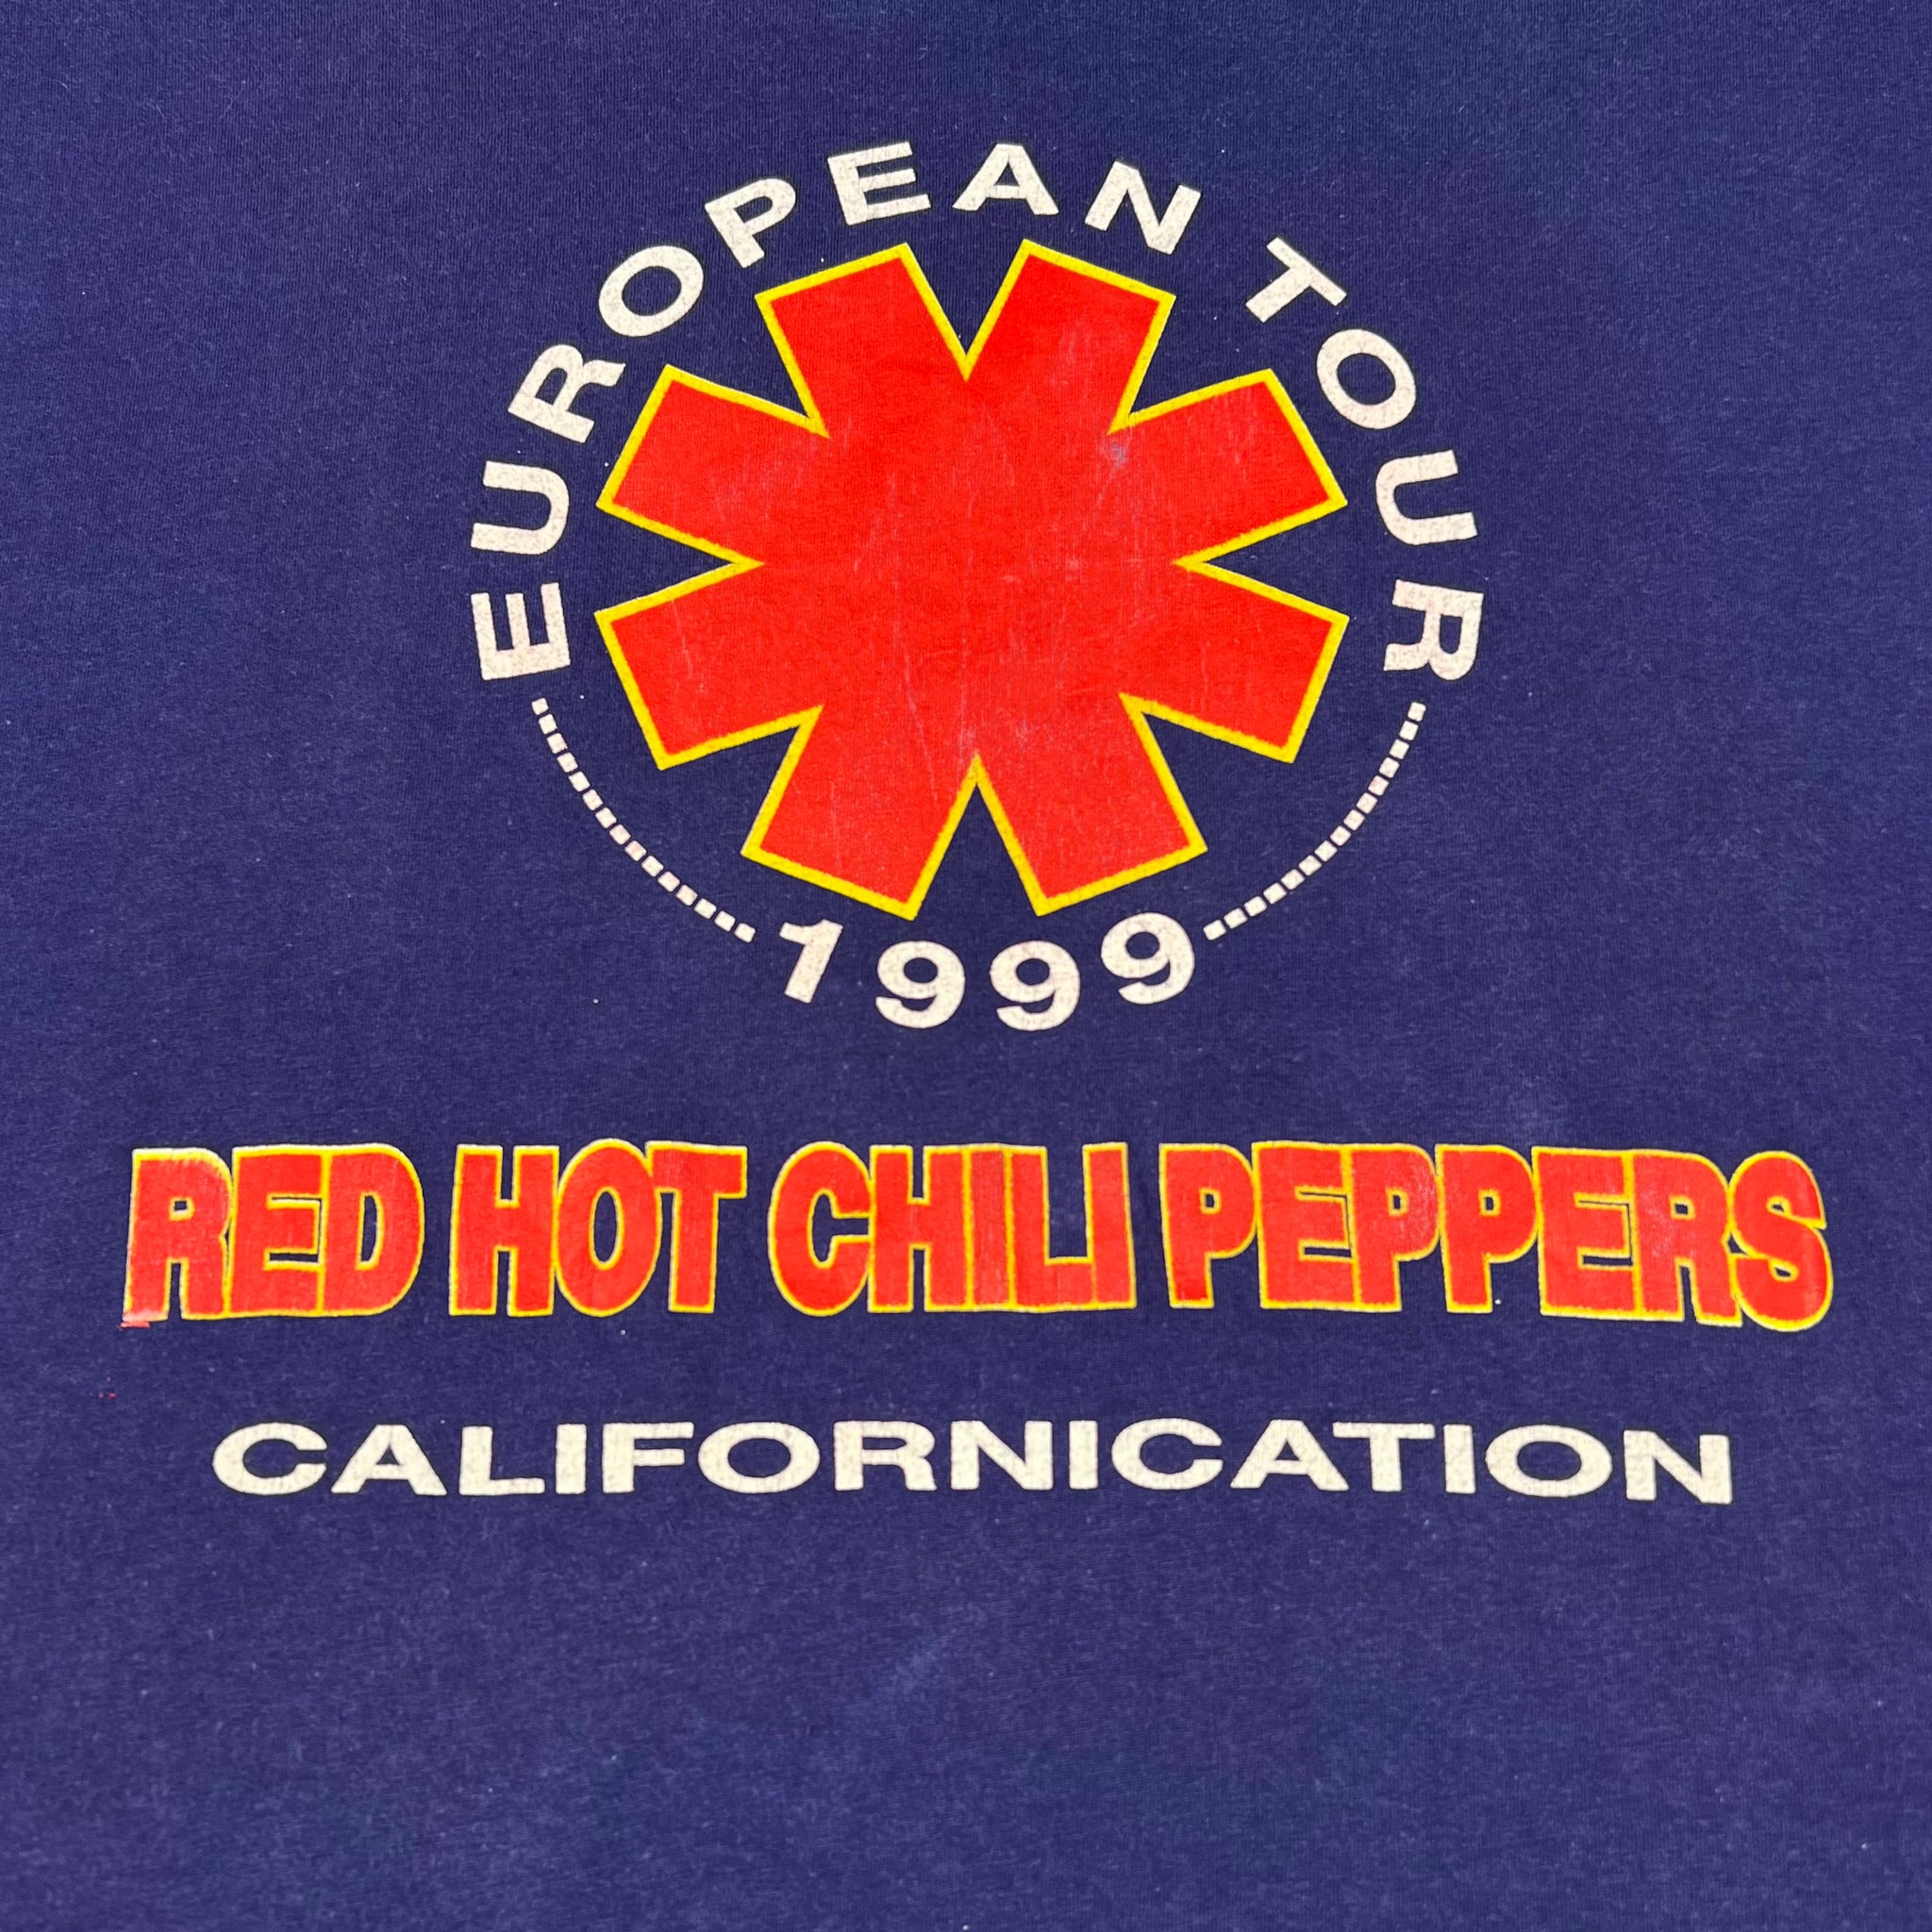 EUROPEAN TOUR
1999
RED HOT CHILI PEPPERS
CALIFORNICATION